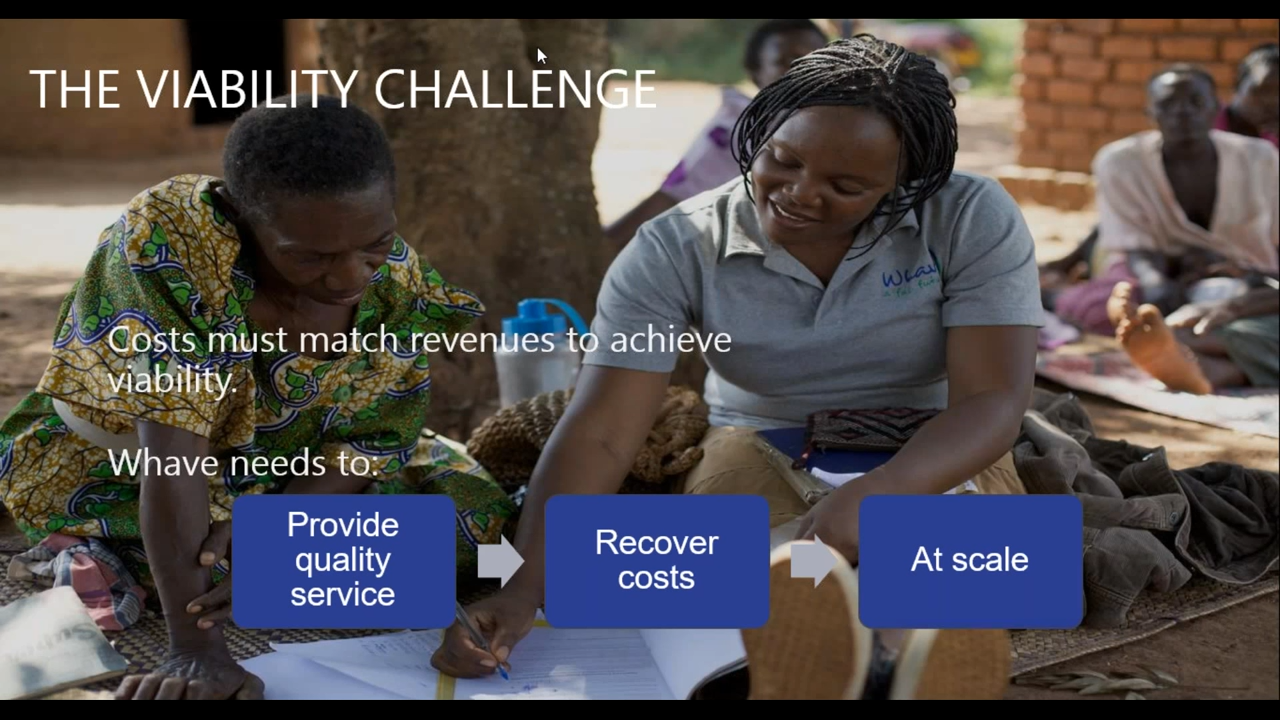 THE VIABILITY CHALLENGE
Costs must match revenues to achieve
viability.
Whave needs to:
Provide
quality
service
Recover
costs
At scale